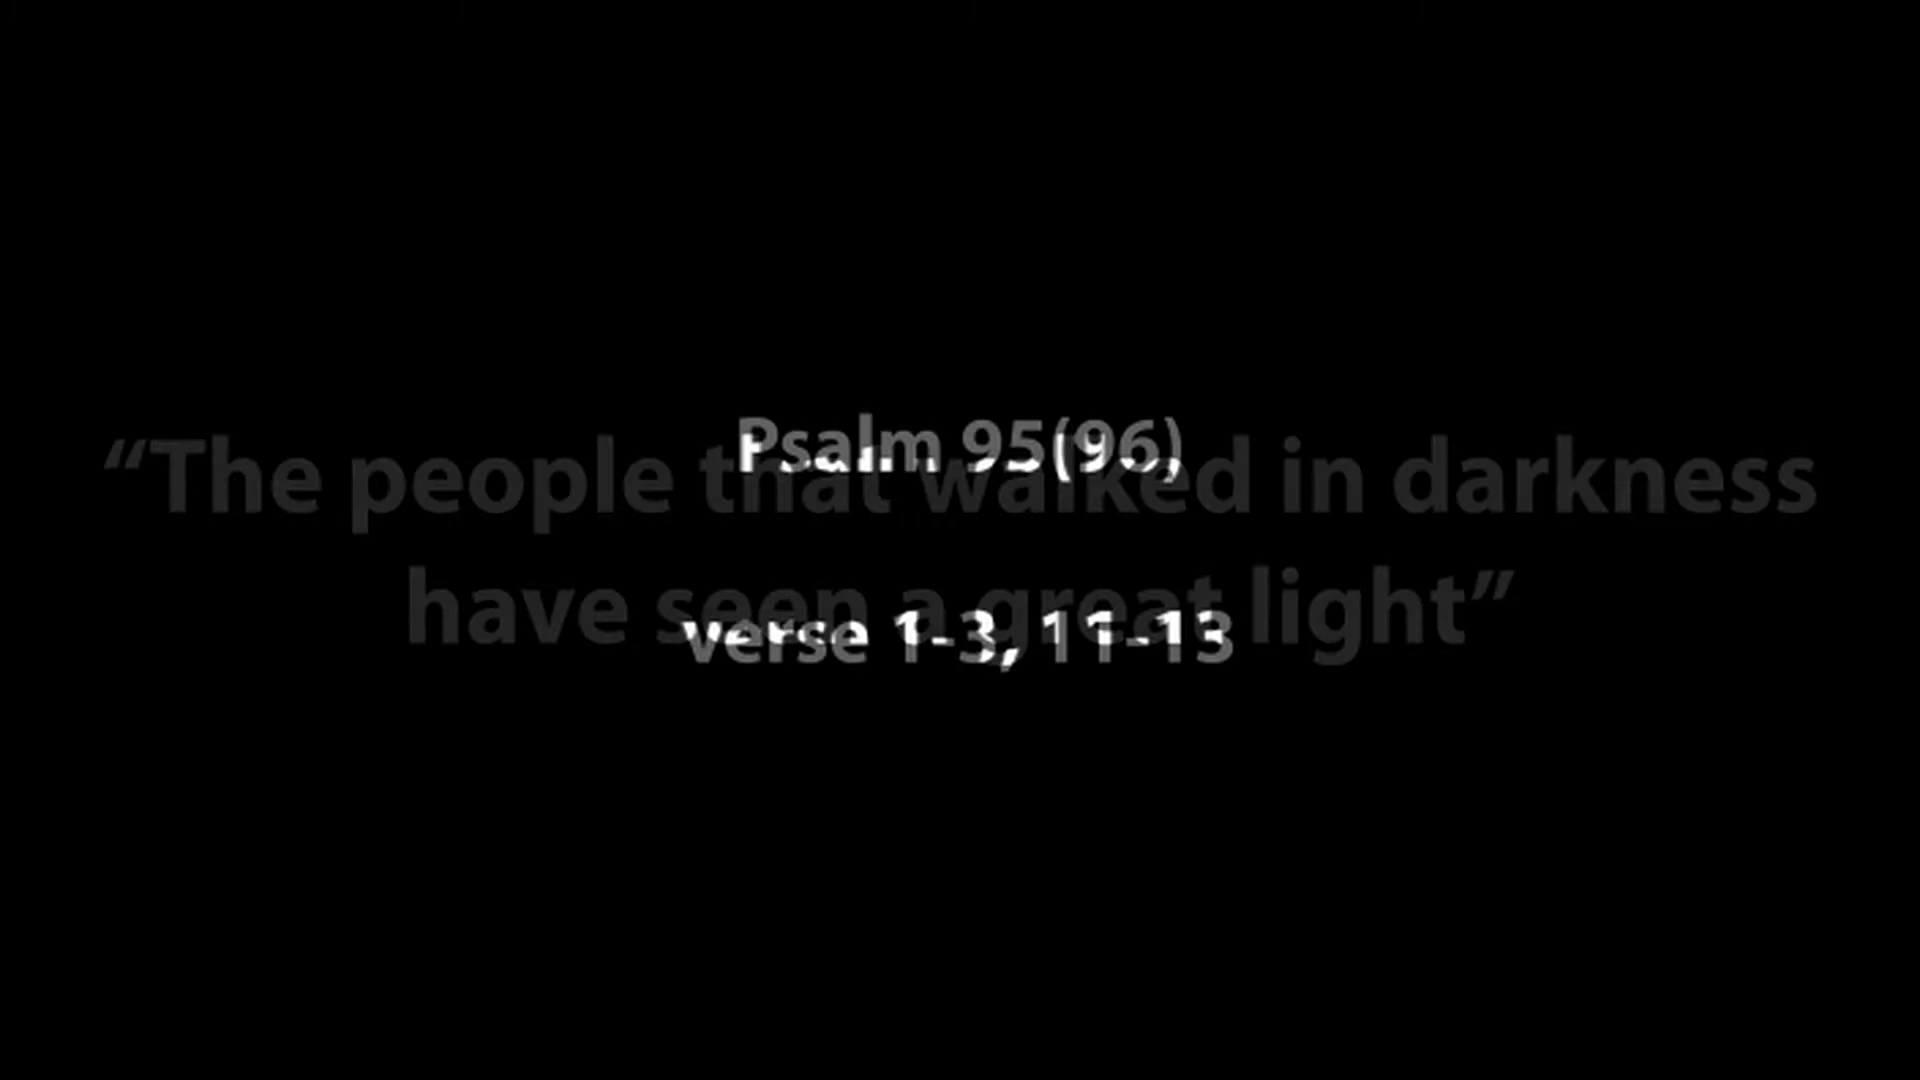 Psalm 95(96)
“The people that walked in darkness
have seen a great light”
verse 1-3, 11-13